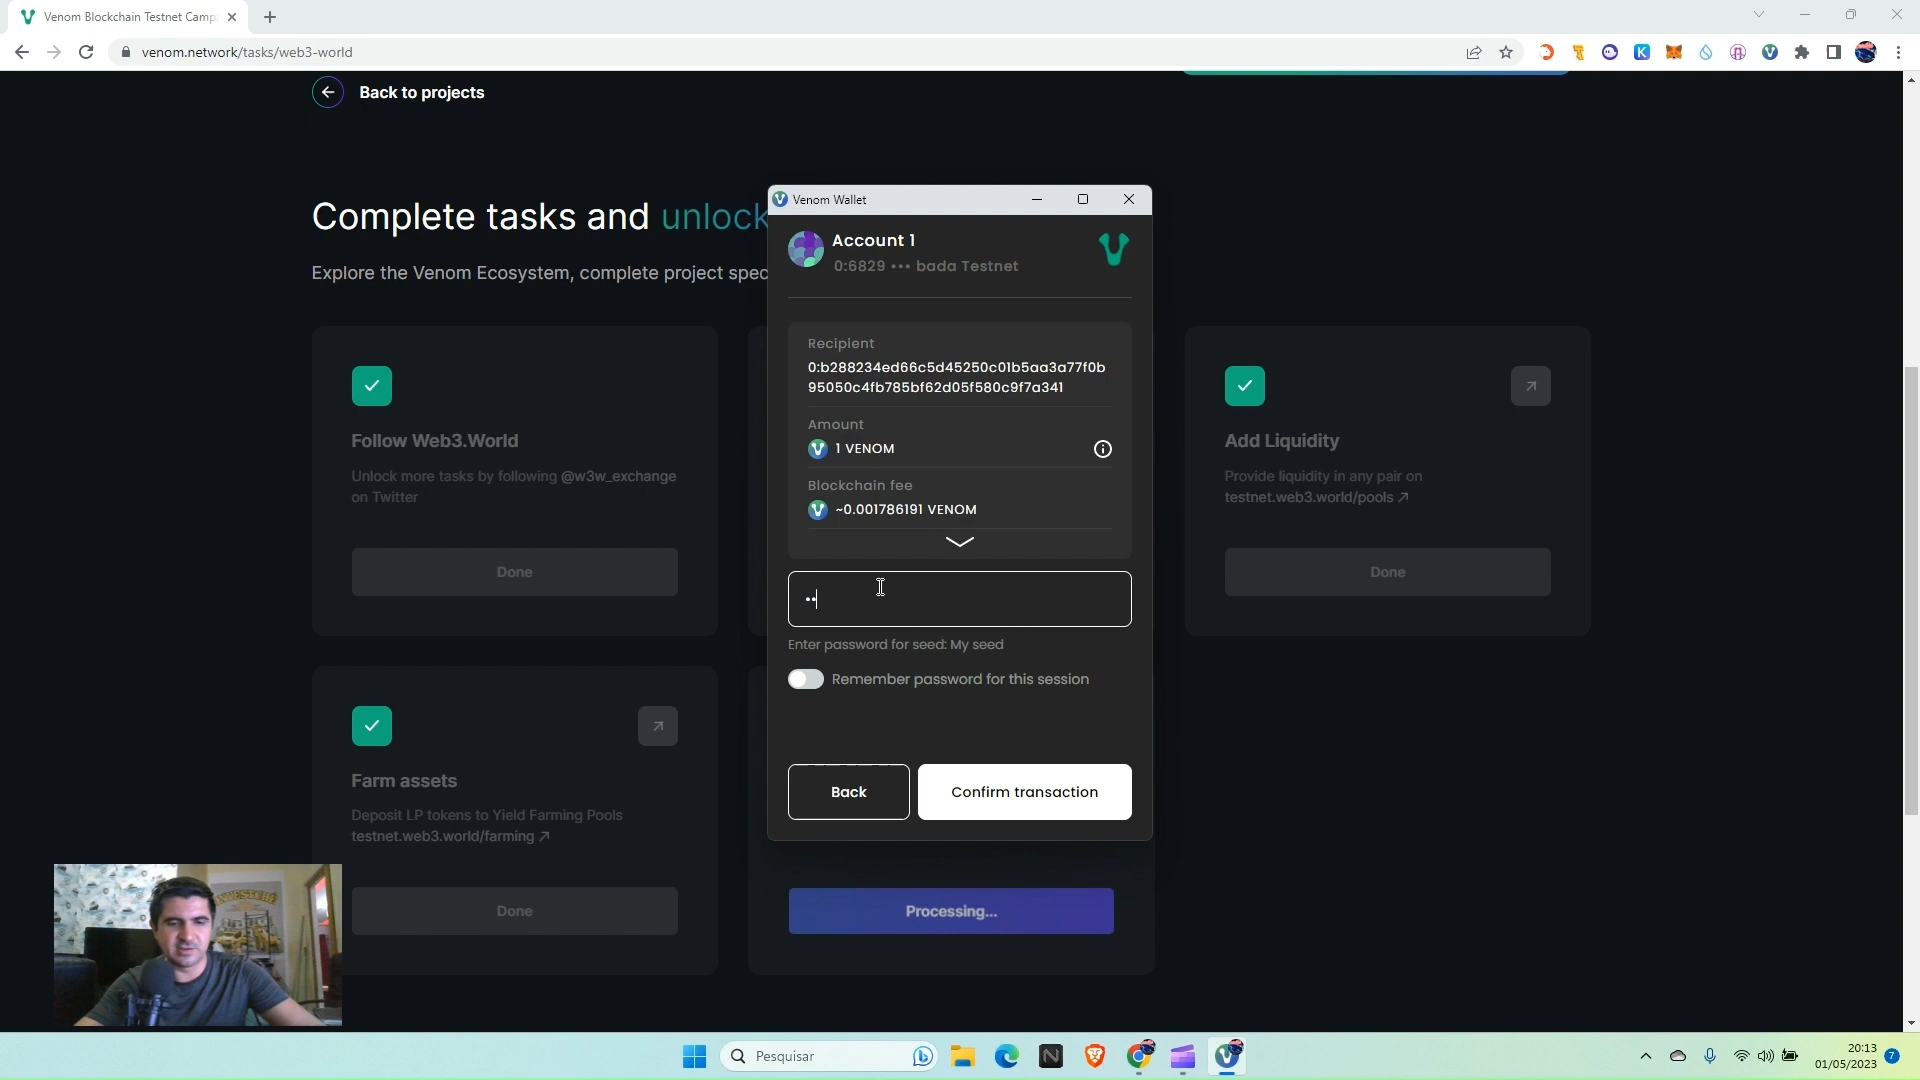 Venom Blockchain Testnet Camp
venom.network/tasks/web3-world
Back to projects
Complete tasks and unlock
Explore the Venom Ecosystem, complete project spec
Follow Web3.World
Unlock more tasks by following @w3w_exchange
on Twitter
Done
Add Liquidity
Provide liquidity in any pair on
testnet.web3.world/pools ↗
Done
Farm assets
Deposit LP tokens to Yield Farming Pools
testnet.web3.world/farming ↗
Done
Processing...
Venom Wallet
Account 1
0:6829 ••• bada Testnet
Recipient
0:b288234ed66c5d45250c01b5aa3a77f0b
95050c4fb785bf62d05f580c9f7a341
Amount
1 VENOM
Blockchain fee
~0.001786191 VENOM
••
Enter password for seed: My seed
Remember password for this session
Back
Confirm transaction
Pesquisar
20:13
01/05/2023
7